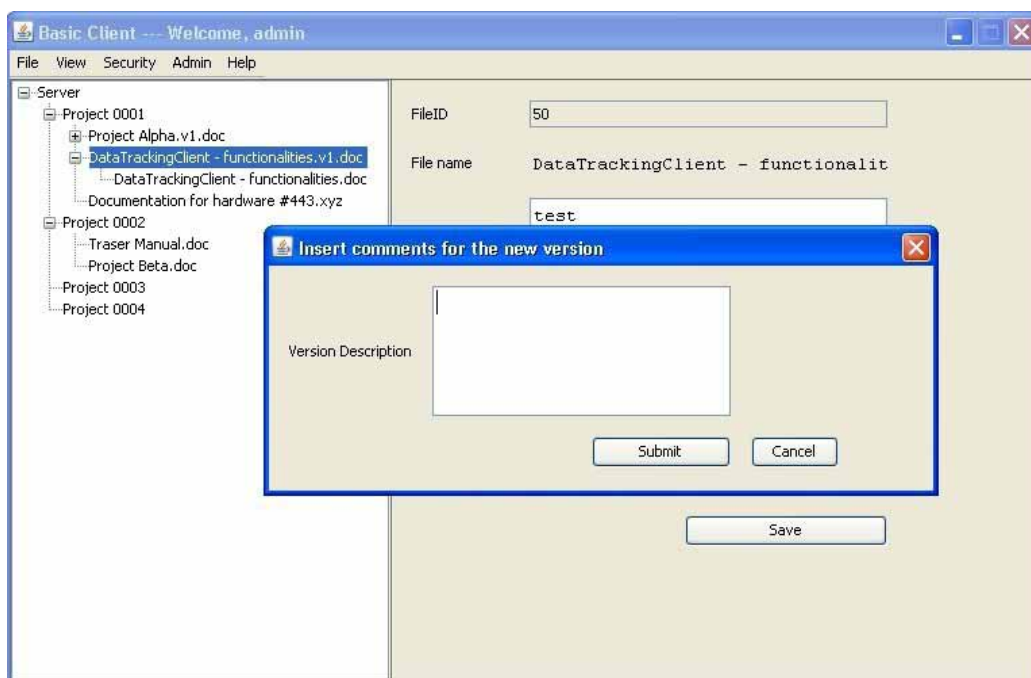 Basic Client --- Welcome, admin
File View Security Admin Help
Server
Project 0001
Project Alpha.v1.doc
DataTrackingClient - functionalities.v1.doc
DataTrackingClient - functionalities.doc
Documentation for hardware #443.xyz
Project 0002
Traser Manual.doc
Project Beta.doc
Project 0003
Project 0004
FileID 50
File name DataTrackingClient - functionalit
test
Insert comments for the new version
Version Description
Submit Cancel
Save